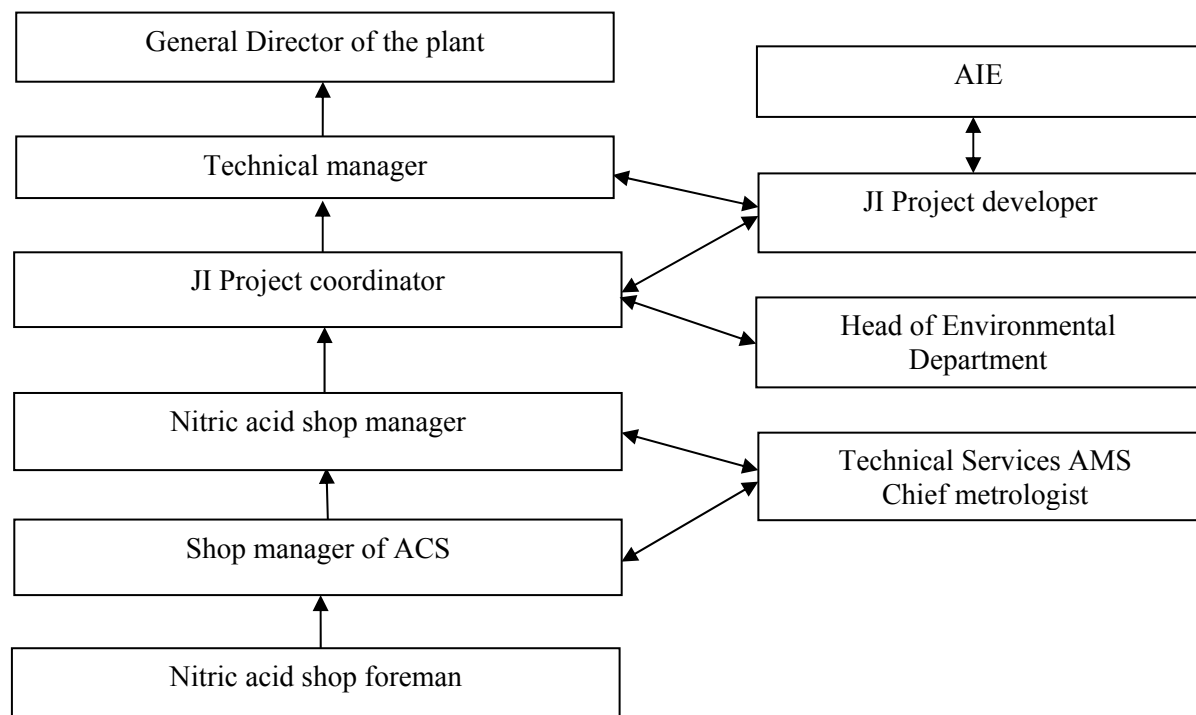 General Director of the plant
AIE
Technical manager
JI Project developer
JI Project coordinator
Head of Environmental
Department
Nitric acid shop manager
Technical Services AMS
Chief metrologist
Shop manager of ACS
Nitric acid shop foreman